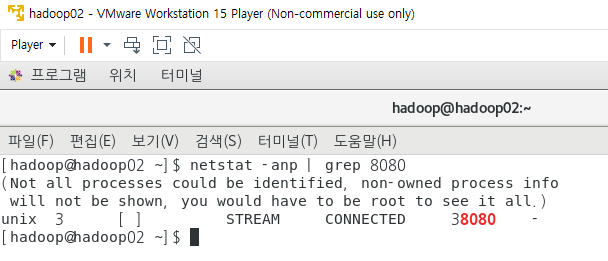 hadoop02 - VMware Workstation 15 Player (Non-commercial use only)
Player
프로그램 위치 터미널
hadoop@hadoop02:~
파일(F) 편집(E) 보기(V) 검색(S) 터미널(T) 도움말(H)
[hadoop@hadoop02 ~]$ netstat -anp | grep 8080
(Not all processes could be identified, non-owned process info
will not be shown, you would have to be root to see it all.)
unix 3 [ ] STREAM CONNECTED 38080 -
[hadoop@hadoop02 ~]$